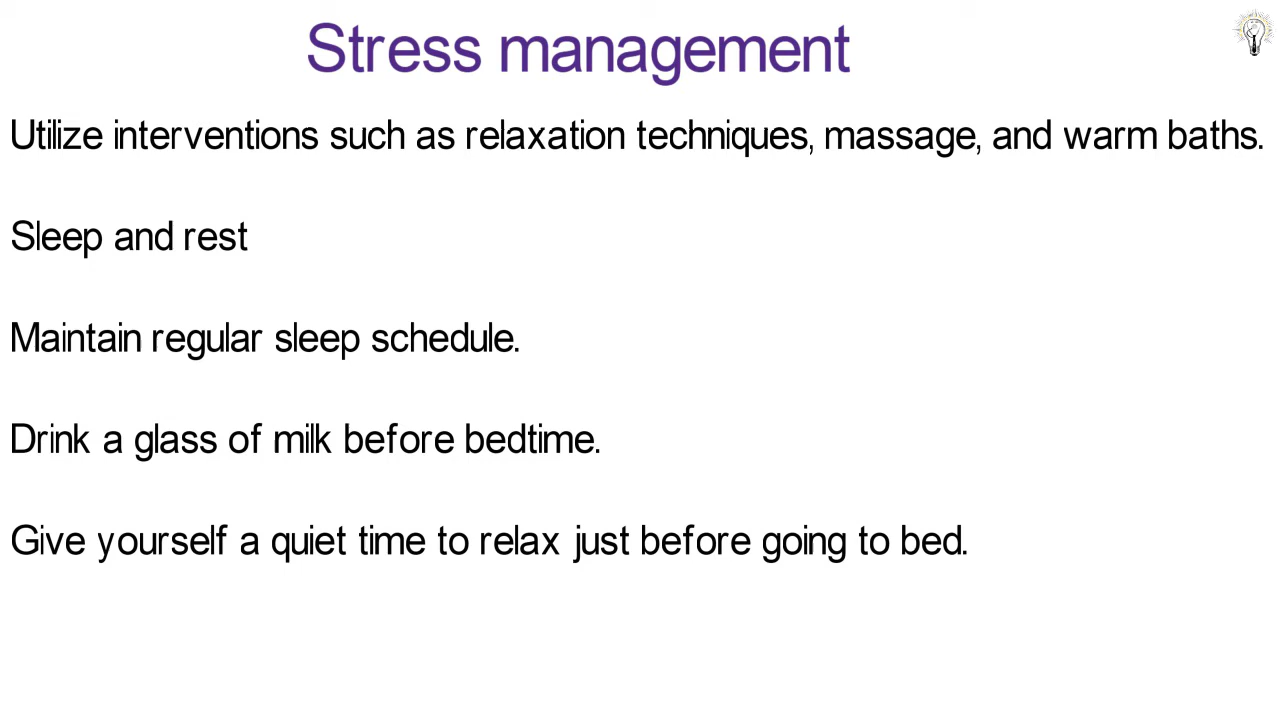 Stress management
Utilize interventions such as relaxation techniques, massage, and warm baths.
Sleep and rest
Maintain regular sleep schedule.
Drink a glass of milk before bedtime.
Give yourself a quiet time to relax just before going to bed.